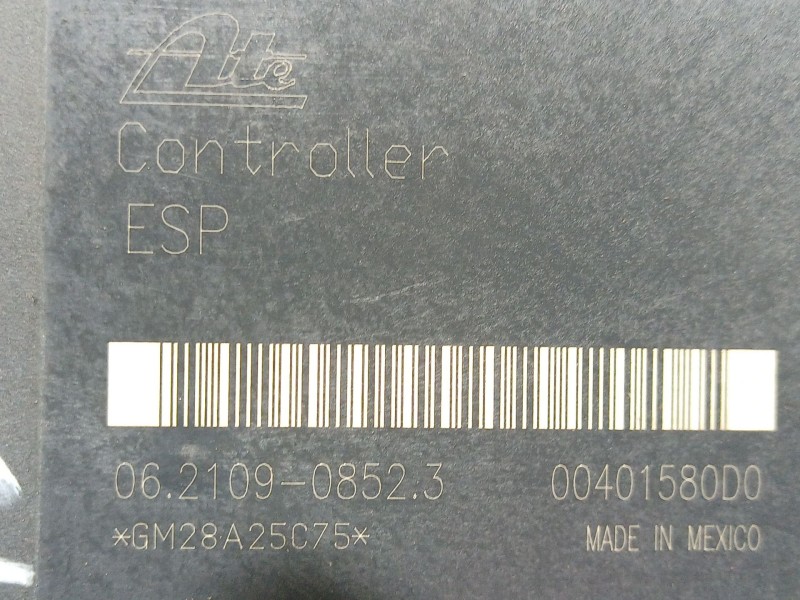 Ate
Controller
ESP
06.2109-0852.3 00401580D0
*GM28A25C75* MADE IN MEXICO